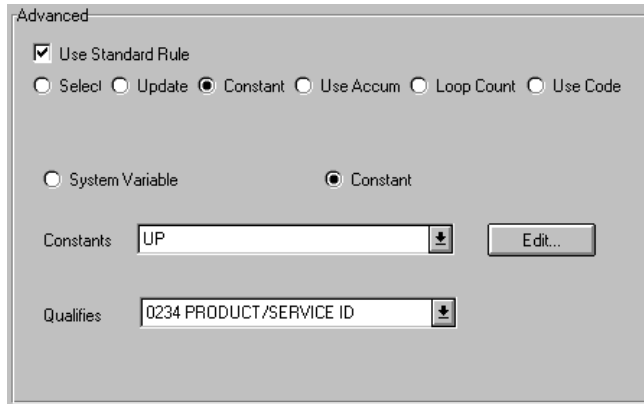 Advanced
Use Standard Rule
Select Update Constant Use Accum Loop Count Use Code
System Variable Constant
Constants UP Edit...
Qualifies 0234 PRODUCT/SERVICE ID